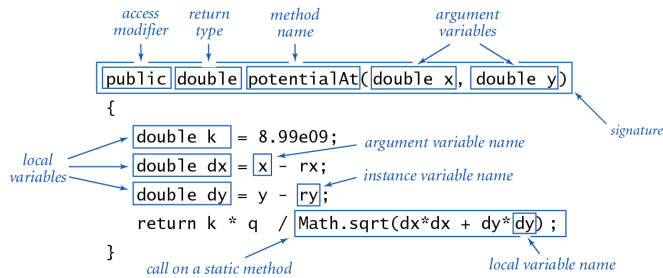 access modifier
return type
method name
argument variables
public double potentialAt(double x, double y)
signature
{
local variables
double k = 8.99e09;
argument variable name
double dx = x - rx;
instance variable name
double dy = y - ry;
return k * q / Math.sqrt(dx*dx + dy*dy);
}
call on a static method
local variable name